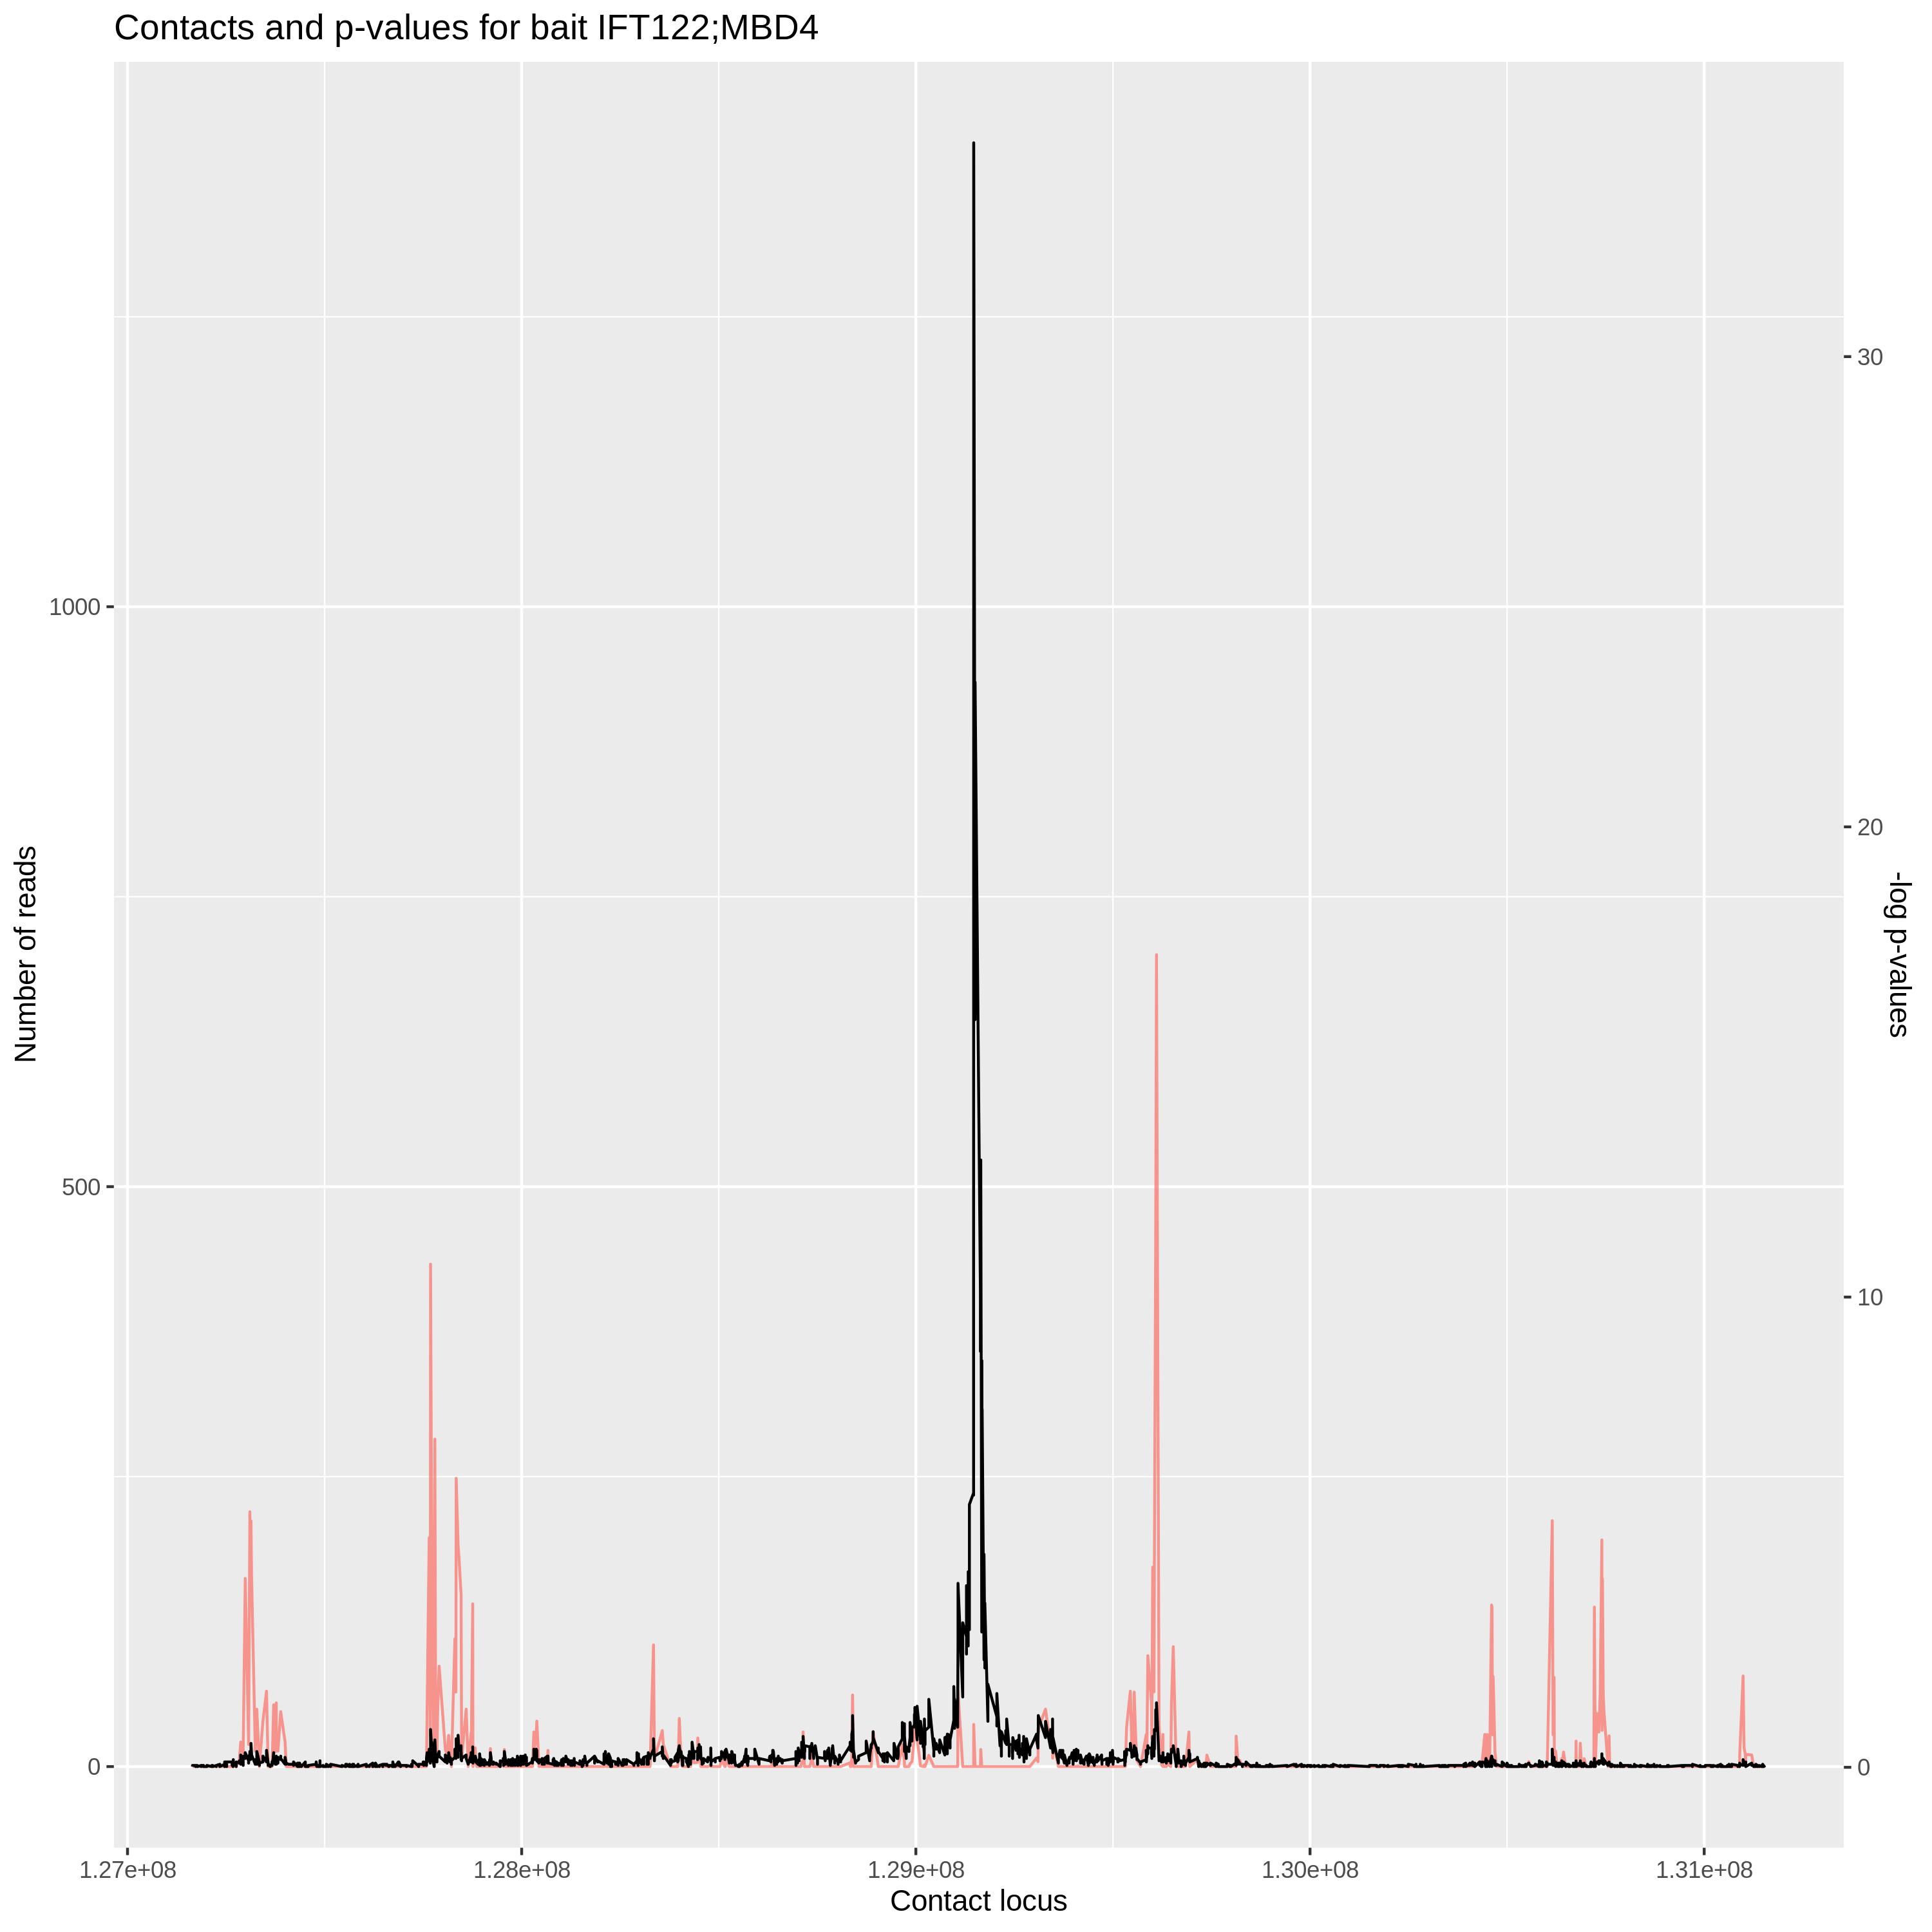 Contacts and p-values for bait IFT122;MBD4
Number of reads
1000
500
0
30
20
10
0
-log p-values
1.27e+08
1.28e+08
1.29e+08
1.30e+08
1.31e+08
Contact locus